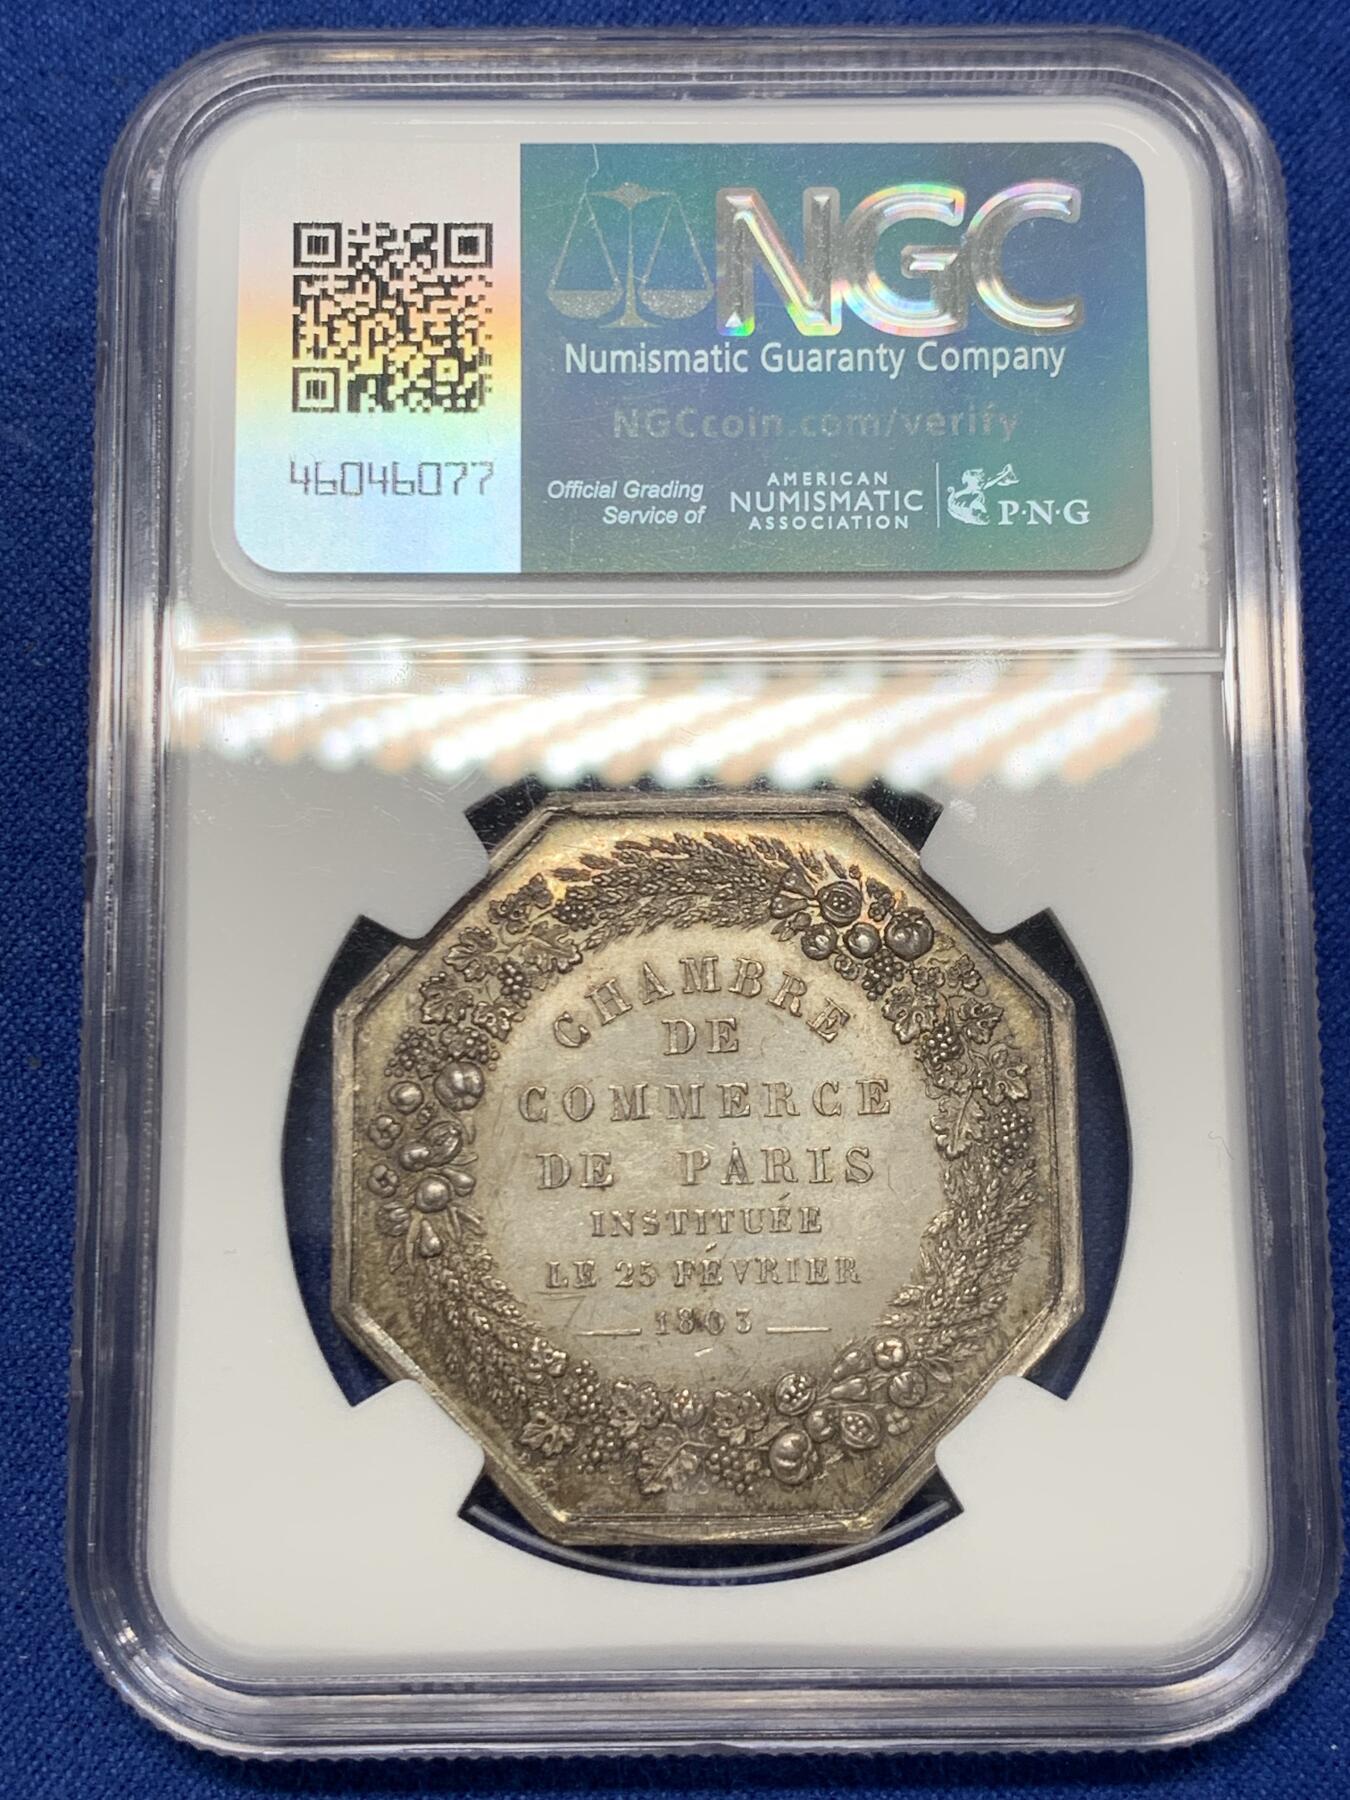 NGC
Numismatic Guaranty Company
NGCcoin.com/verify
46046077
Official Grading
Service of
AMERICAN
NUMISMATIC
ASSOCIATION
P·N·G
CHAMBRE
DE
COMMERCE
DE PARIS
INSTITUÉE
LE 25 FÉVRIER
1803